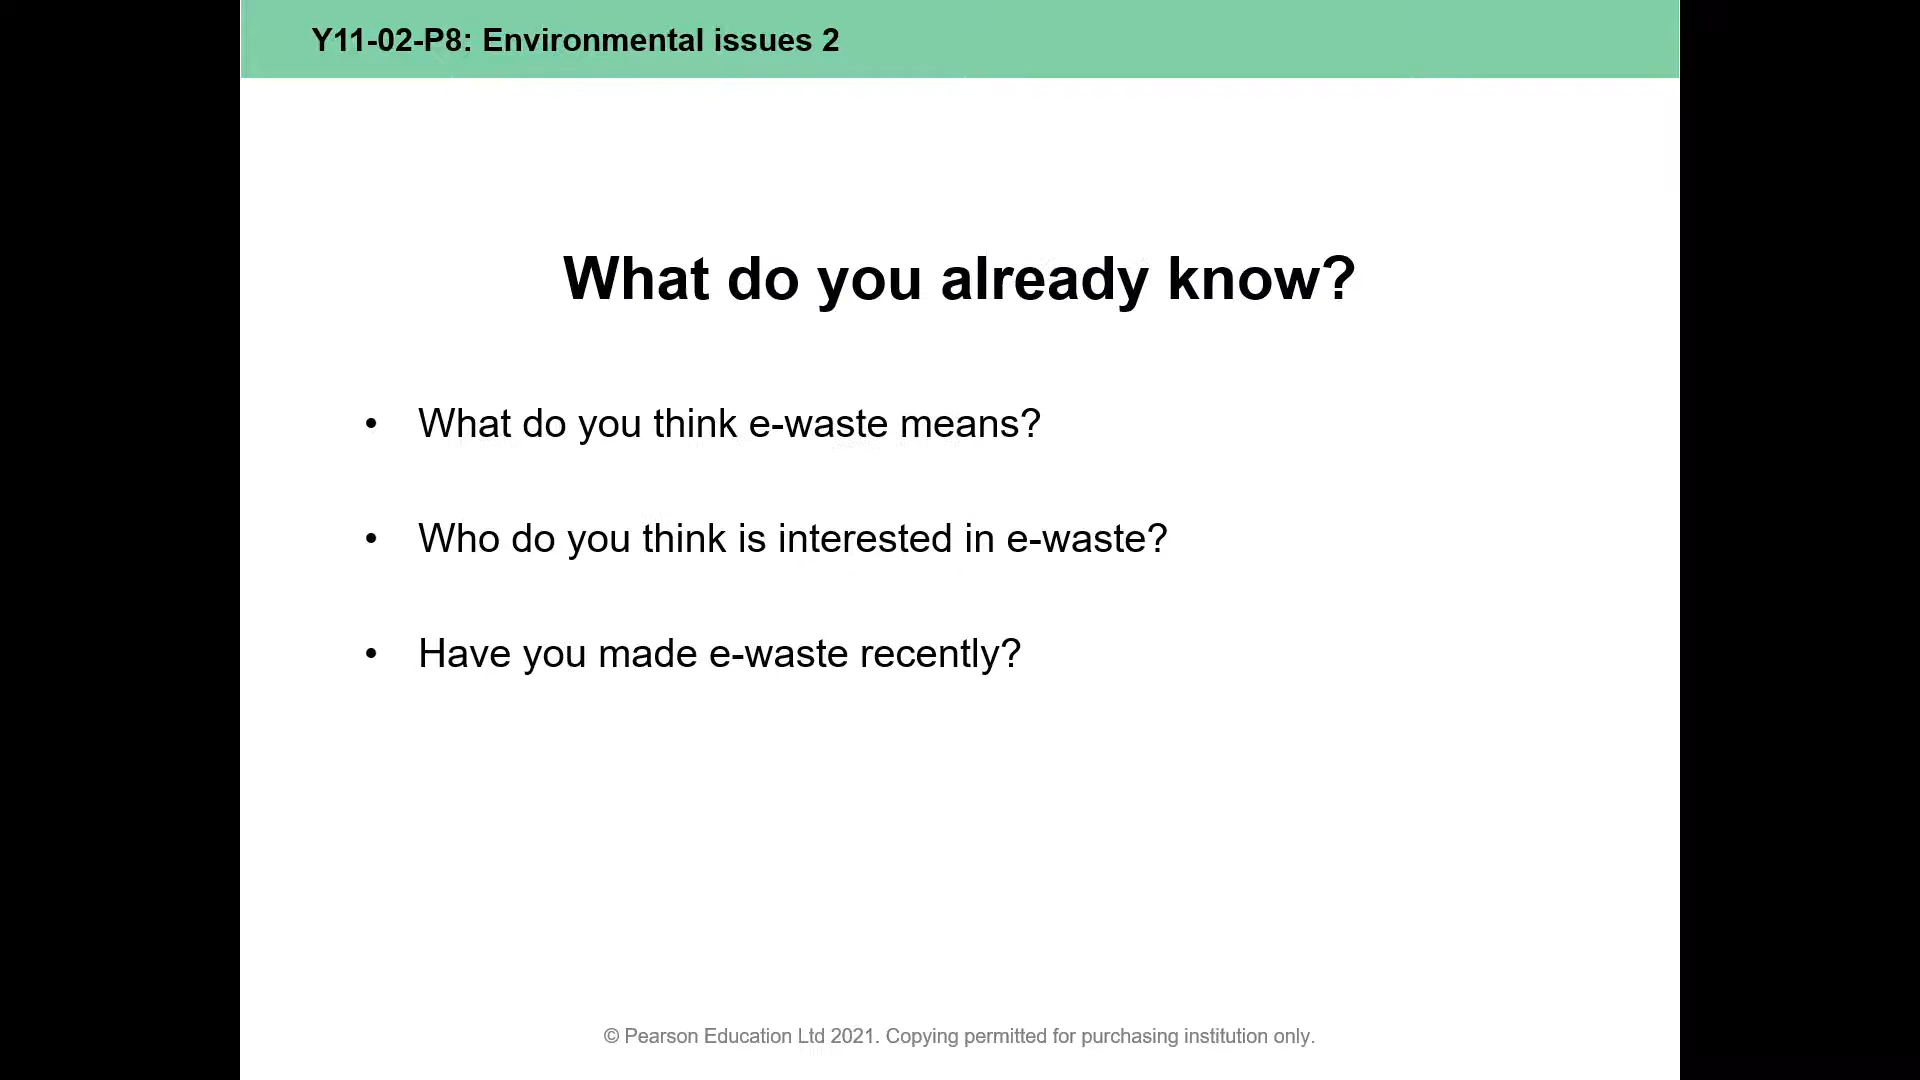 Y11-02-P8: Environmental issues 2
What do you already know?
• What do you think e-waste means?
• Who do you think is interested in e-waste?
• Have you made e-waste recently?
© Pearson Education Ltd 2021. Copying permitted for purchasing institution only.